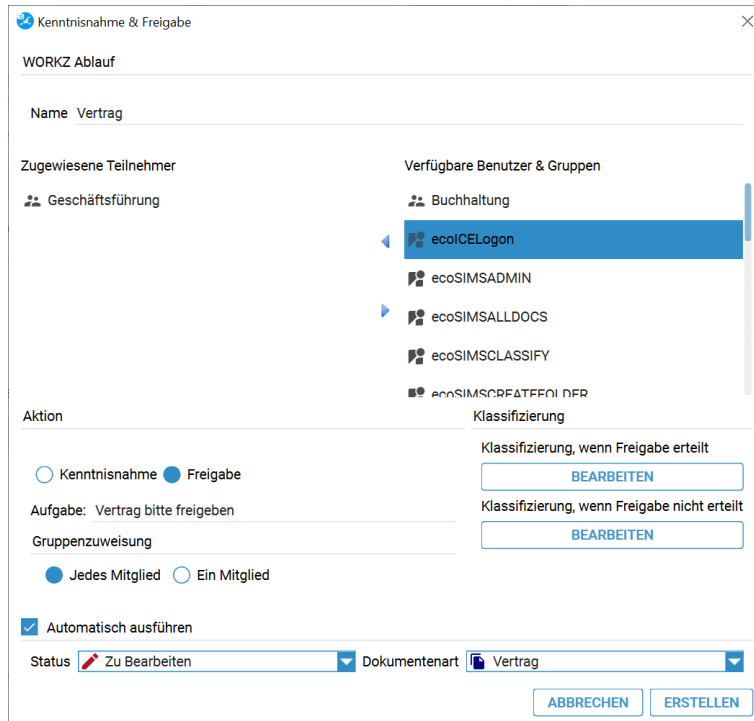 Kenntnisnahme & Freigabe
WORKZ Ablauf
Name Vertrag
Zugewiesene Teilnehmer
Geschäftsführung
Verfügbare Benutzer & Gruppen
Buchhaltung
ecoICELogon
ecoSIMSADMIN
ecoSIMSALLDOCS
ecoSIMSCLASSIFY
ecoSIMSCREATEFOLDER
Aktion
Kenntnisnahme Freigabe
Aufgabe: Vertrag bitte freigeben
Gruppenzuweisung
Jedes Mitglied Ein Mitglied
Klassifizierung
Klassifizierung, wenn Freigabe erteilt
BEARBEITEN
Klassifizierung, wenn Freigabe nicht erteilt
BEARBEITEN
Automatisch ausführen
Status Zu Bearbeiten Dokumentenart Vertrag
ABBRECHEN ERSTELLEN